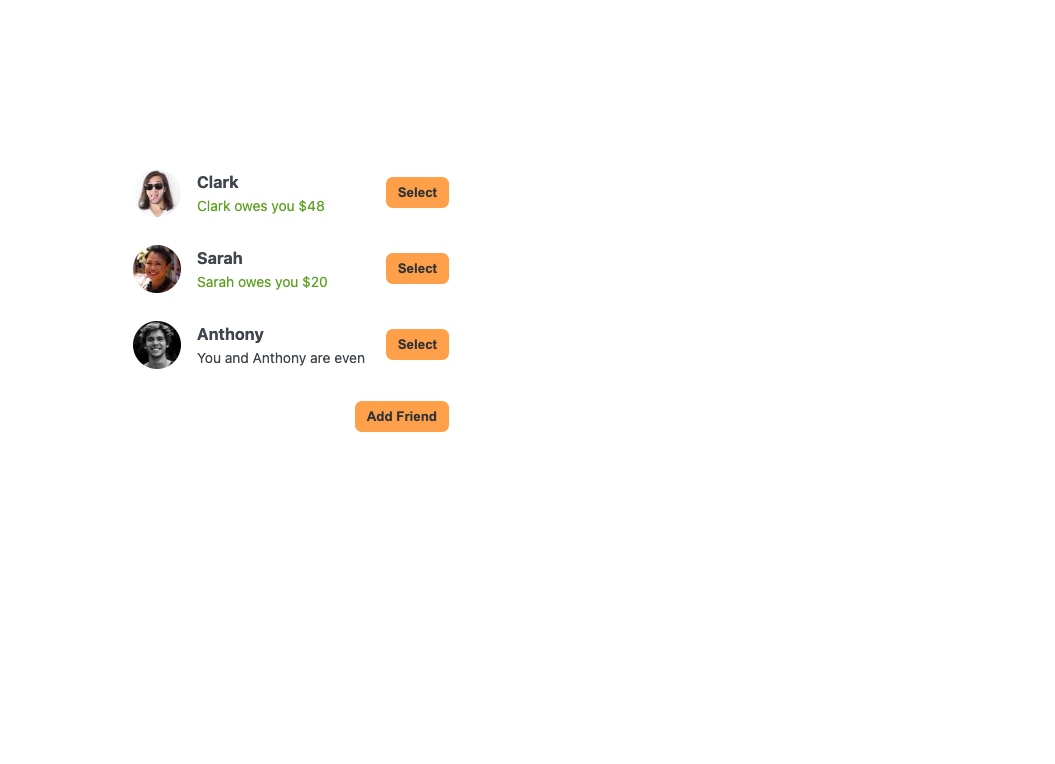 Clark
Clark owes you $48
Select
Sarah
Sarah owes you $20
Select
Anthony
You and Anthony are even
Select
Add Friend